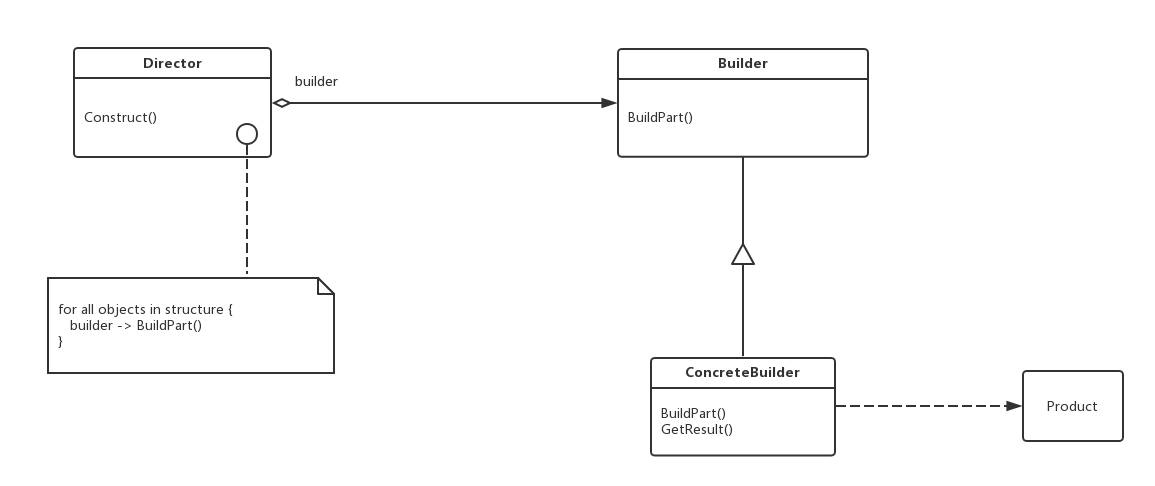 Director
Construct()
builder
Builder
BuildPart()
for all objects in structure {
builder -> BuildPart()
}
ConcreteBuilder
BuildPart()
GetResult()
Product